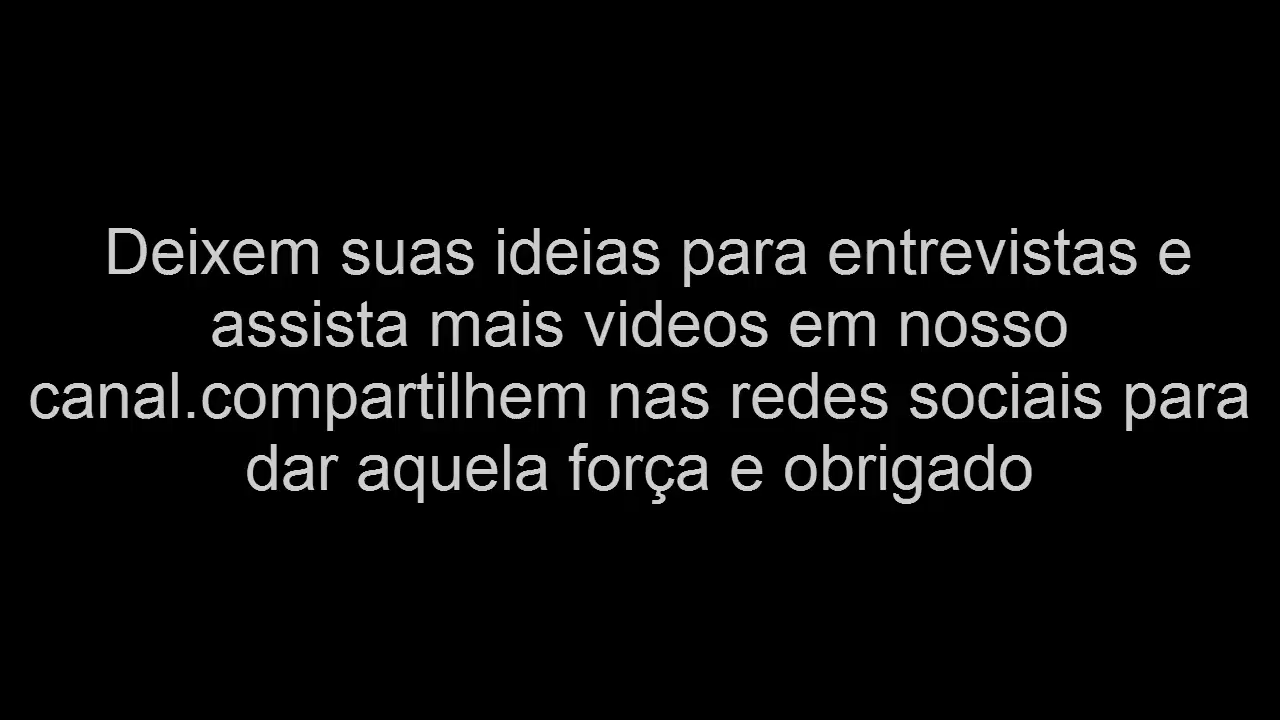 Deixem suas ideias para entrevistas e
assista mais videos em nosso
canal.compartilhem nas redes sociais para
dar aquela força e obrigado